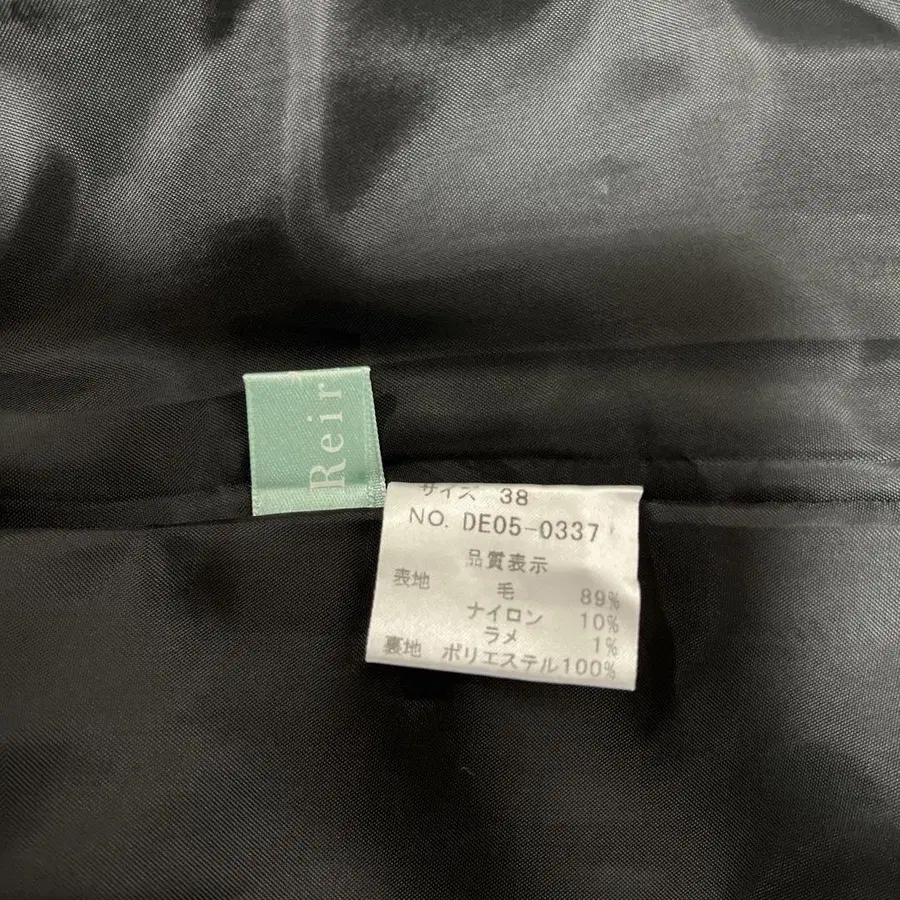 Reir
サイズ 38
NO. DE05-0337
品質表示
表地 毛 89%
ナイロン 10%
ラメ 1%
裏地 ポリエステル100%